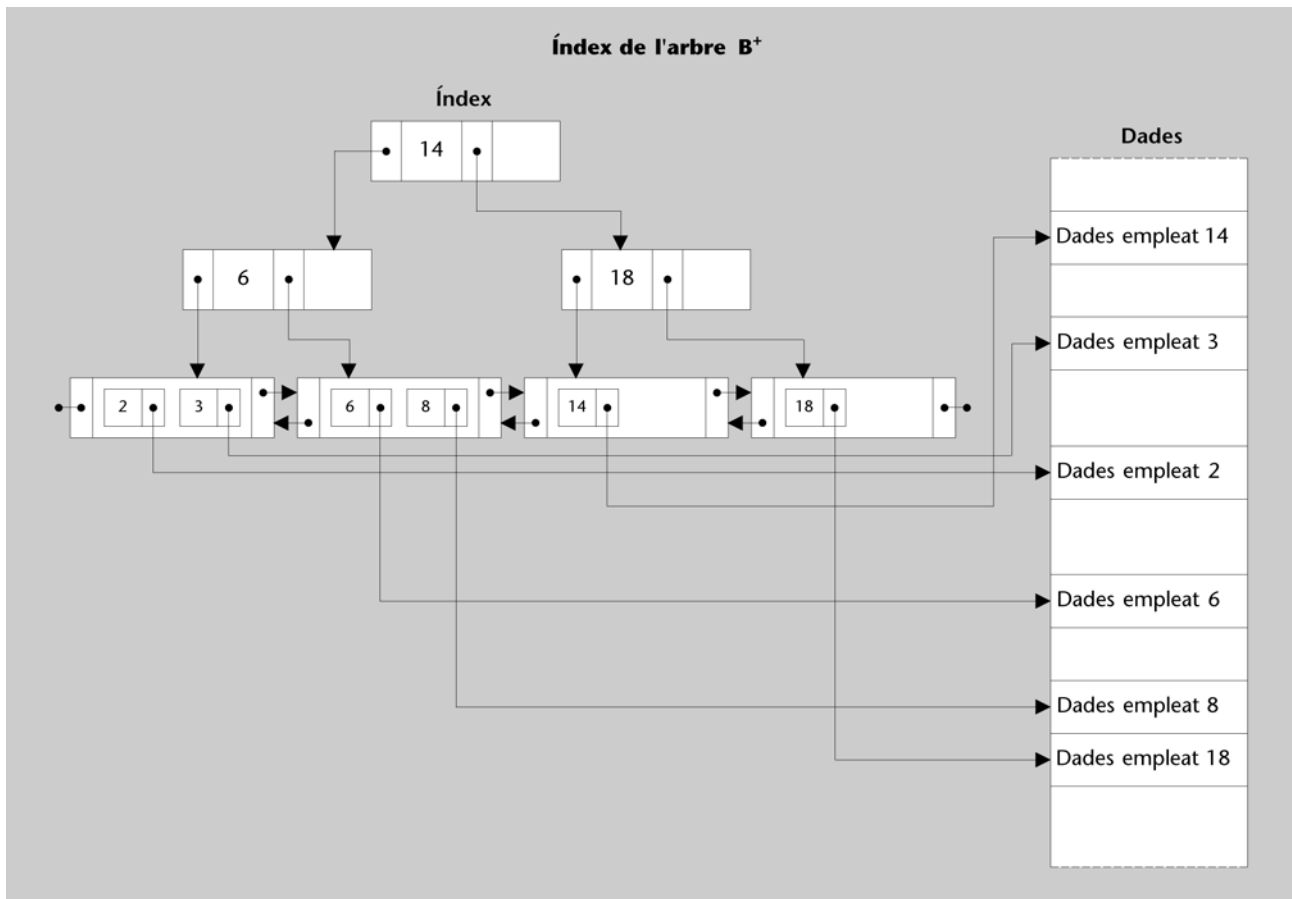 Índex de l'arbre B⁺
Índex
Dades
14
Dades empleat 14
6
18
Dades empleat 3
2 3 6 8 14 18
Dades empleat 2
Dades empleat 6
Dades empleat 8
Dades empleat 18